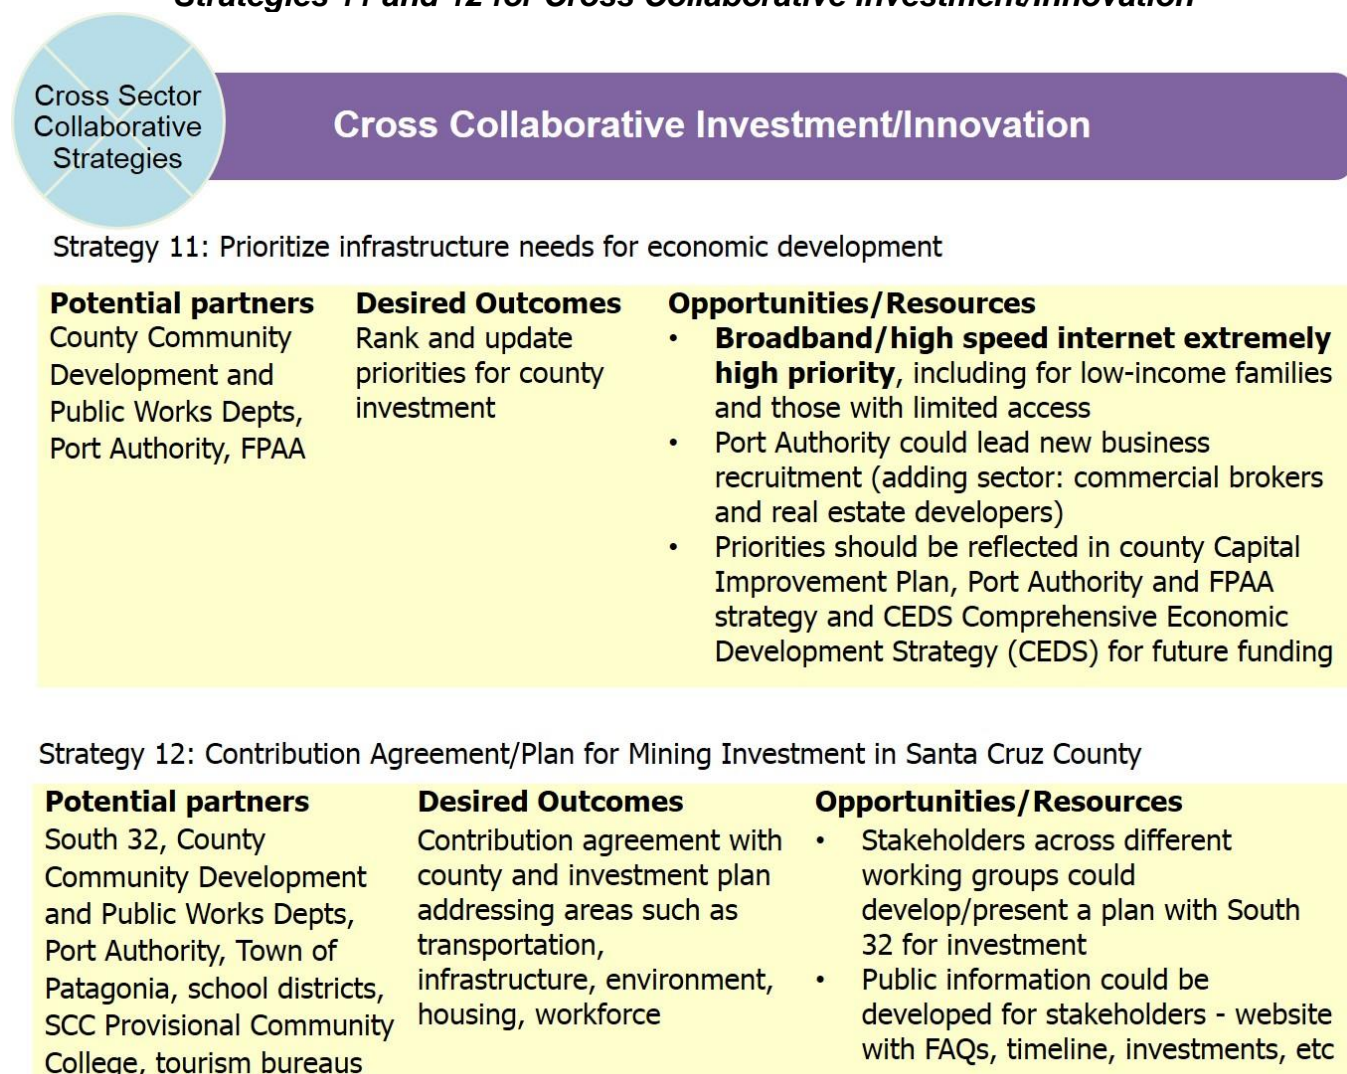 Strategies 11 and 12 for Cross Collaborative Investment/Innovation
Cross Sector
Collaborative
Strategies
Cross Collaborative Investment/Innovation
Strategy 11: Prioritize infrastructure needs for economic development
Potential partners
County Community
Development and
Public Works Depts,
Port Authority, FPAA
Desired Outcomes
Rank and update
priorities for county
investment
Opportunities/Resources
• Broadband/high speed internet extremely
high priority, including for low-income families
and those with limited access
• Port Authority could lead new business
recruitment (adding sector: commercial brokers
and real estate developers)
• Priorities should be reflected in county Capital
Improvement Plan, Port Authority and FPAA
strategy and CEDS Comprehensive Economic
Development Strategy (CEDS) for future funding
Strategy 12: Contribution Agreement/Plan for Mining Investment in Santa Cruz County
Potential partners
South 32, County
Community Development
and Public Works Depts,
Port Authority, Town of
Patagonia, school districts,
SCC Provisional Community
College, tourism bureaus
Desired Outcomes
Contribution agreement with
county and investment plan
addressing areas such as
transportation,
infrastructure, environment,
housing, workforce
Opportunities/Resources
• Stakeholders across different
working groups could
develop/present a plan with South
32 for investment
• Public information could be
developed for stakeholders - website
with FAQs, timeline, investments, etc